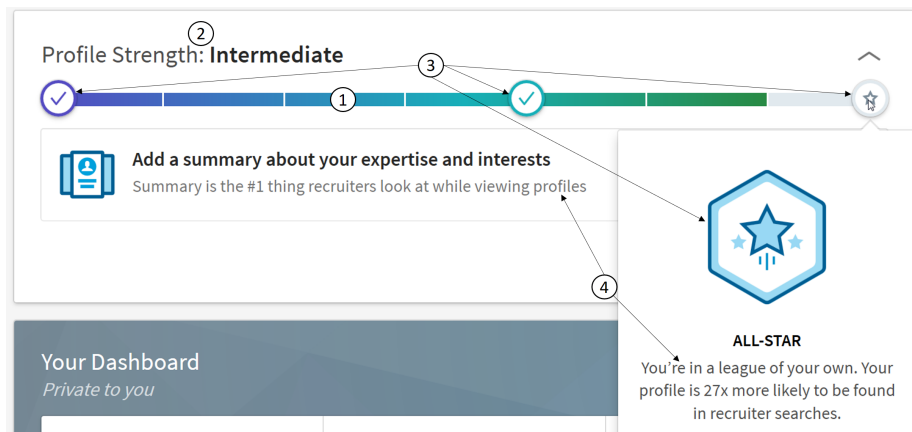 2
Profile Strength: Intermediate
3
1
Add a summary about your expertise and interests
Summary is the #1 thing recruiters look at while viewing profiles
4
ALL-STAR
You're in a league of your own. Your
profile is 27x more likely to be found
in recruiter searches.
Your Dashboard
Private to you